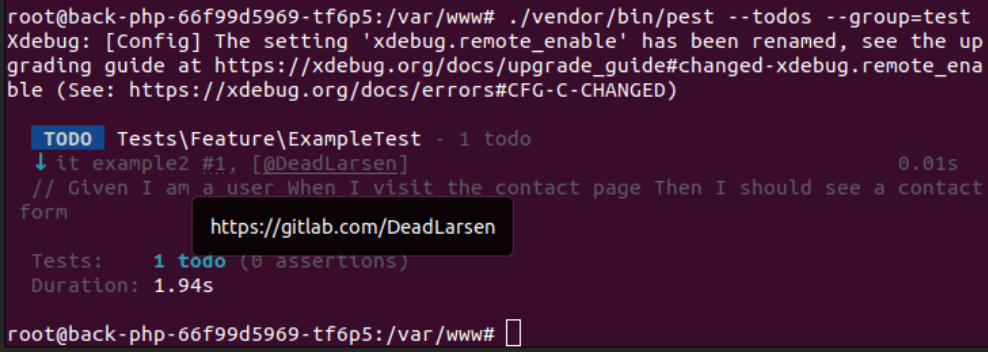 root@back-php-66f99d5969-tf6p5:/var/www# ./vendor/bin/pest --todos --group=test
Xdebug: [Config] The setting 'xdebug.remote_enable' has been renamed, see the up
grading guide at https://xdebug.org/docs/upgrade_guide#changed-xdebug.remote_ena
ble (See: https://xdebug.org/docs/errors#CFG-C-CHANGED)
TODO Tests\Feature\ExampleTest - 1 todo
↓ it example2 #1, [@DeadLarsen] 0.01s
// Given I am a user When I visit the contact page Then I should see a contact
form
https://gitlab.com/DeadLarsen
Tests: 1 todo (0 assertions)
Duration: 1.94s
root@back-php-66f99d5969-tf6p5:/var/www#